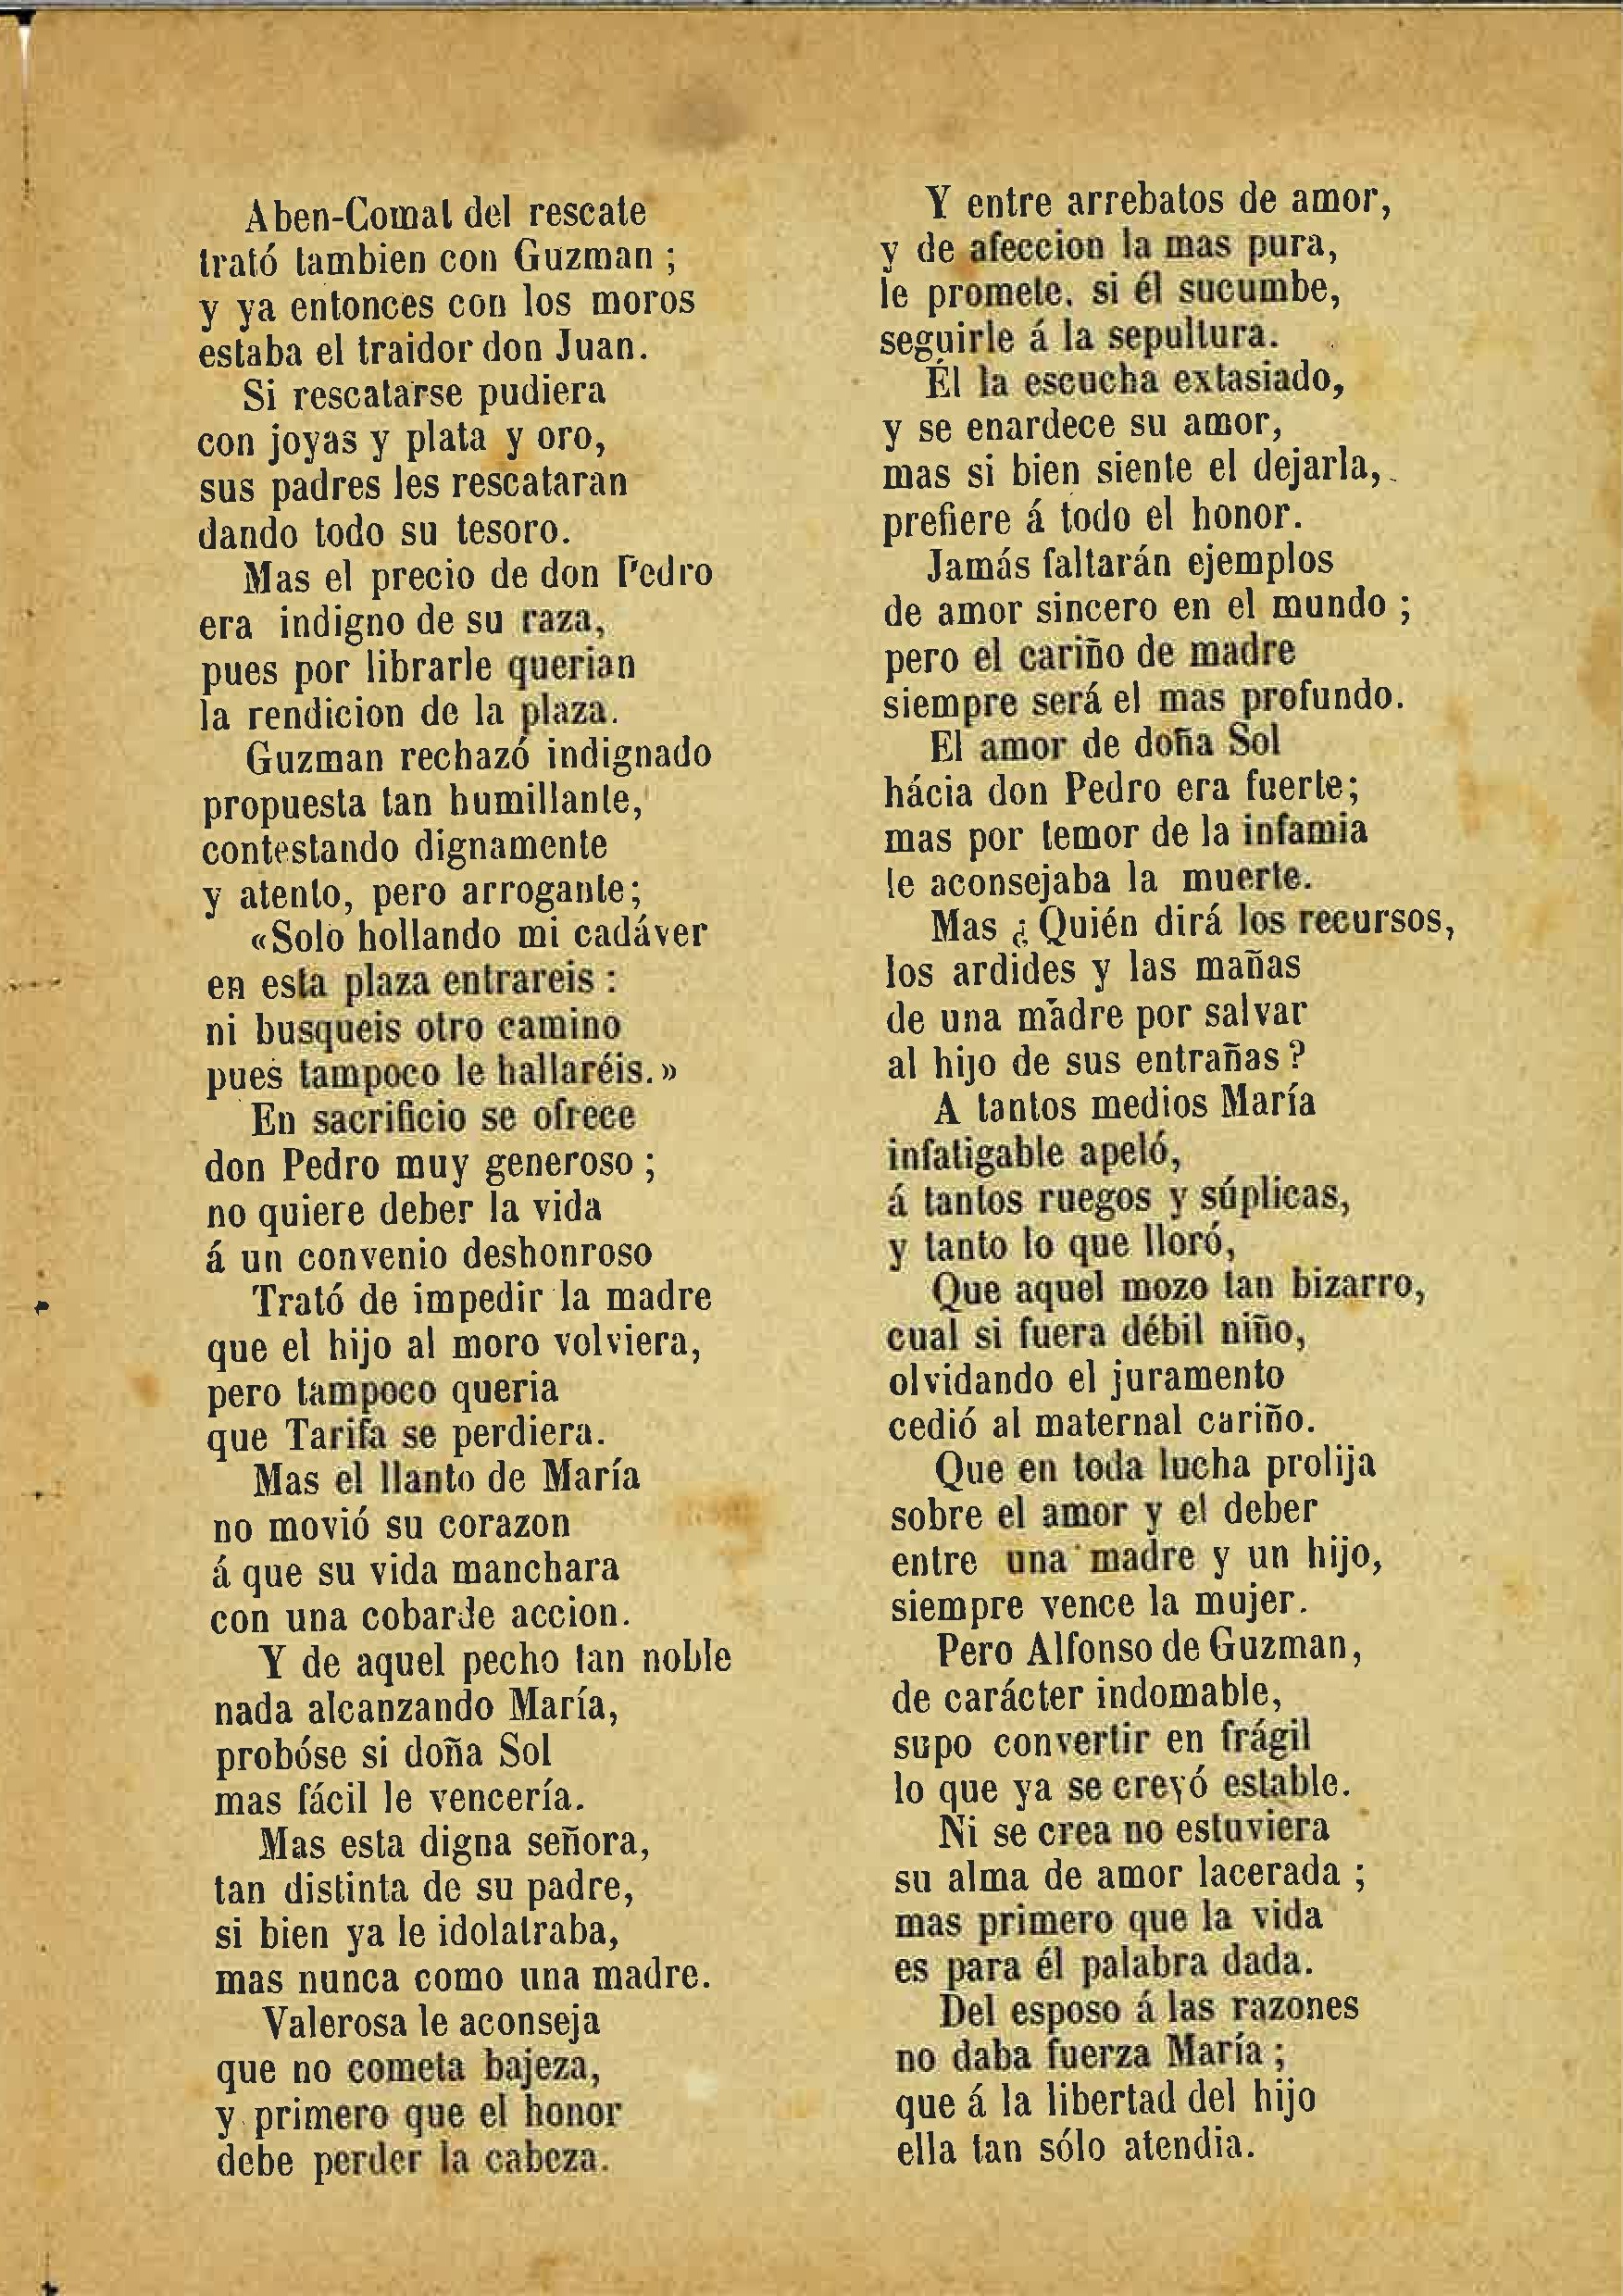 Aben-Comat del rescate
trató tambien con Guzman ;
y ya entonces con los moros
estaba el traidor don Juan.
Si rescatarse pudiera
con joyas y plata y oro,
sus padres les rescataran
dando todo su tesoro.
Mas el precio de don Pedro
era indigno de su raza,
pues por librarle querian
la rendicion de la plaza.
Guzman rechazó indignado
propuesta tan humillante,
contestando dignamente
y atento, pero arrogante;
«Solo hollando mi cadáver
en esta plaza entrareis :
ni busqueis otro camino
pues tampoco le hallaréis.»
En sacrificio se ofrece
don Pedro muy generoso ;
no quiere deber la vida
á un convenio deshonroso
Trató de impedir la madre
que el hijo al moro volviera,
pero tampoco queria
que Tarifa se perdiera.
Mas el llanto de María
no movió su corazon
á que su vida manchara
con una cobarde accion.
Y de aquel pecho tan noble
nada alcanzando María,
probóse si doña Sol
mas fácil le vencería.
Mas esta digna señora,
tan distinta de su padre,
si bien ya le idolatraba,
mas nunca como una madre.
Valerosa le aconseja
que no cometa bajeza,
y primero que el honor
debe perder la cabeza.
Y entre arrebatos de amor,
y de afeccion la mas pura,
le promete. si él sucumbe,
seguirle á la sepultura.
Él la escucha extasiado,
y se enardece su amor,
mas si bien siente el dejarla,
prefiere á todo el honor.
Jamás faltarán ejemplos
de amor sincero en el mundo ;
pero el cariño de madre
siempre será el mas profundo.
El amor de doña Sol
hácia don Pedro era fuerte;
mas por temor de la infamia
le aconsejaba la muerte.
Mas ¿ Quién dirá los recursos,
los ardides y las mañas
de una madre por salvar
al hijo de sus entrañas ?
A tantos medios María
infatigable apeló,
á tantos ruegos y súplicas,
y tanto lo que lloró,
Que aquel mozo tan bizarro,
cual si fuera débil niño,
olvidando el juramento
cedió al maternal cariño.
Que en toda lucha prolija
sobre el amor y el deber
entre una madre y un hijo,
siempre vence la mujer.
Pero Alfonso de Guzman,
de carácter indomable,
supo convertir en frágil
lo que ya se creyó estable.
Ni se crea no estuviera
su alma de amor lacerada ;
mas primero que la vida
es para él palabra dada.
Del esposo á las razones
no daba fuerza María ;
que á la libertad del hijo
ella tan sólo atendia.